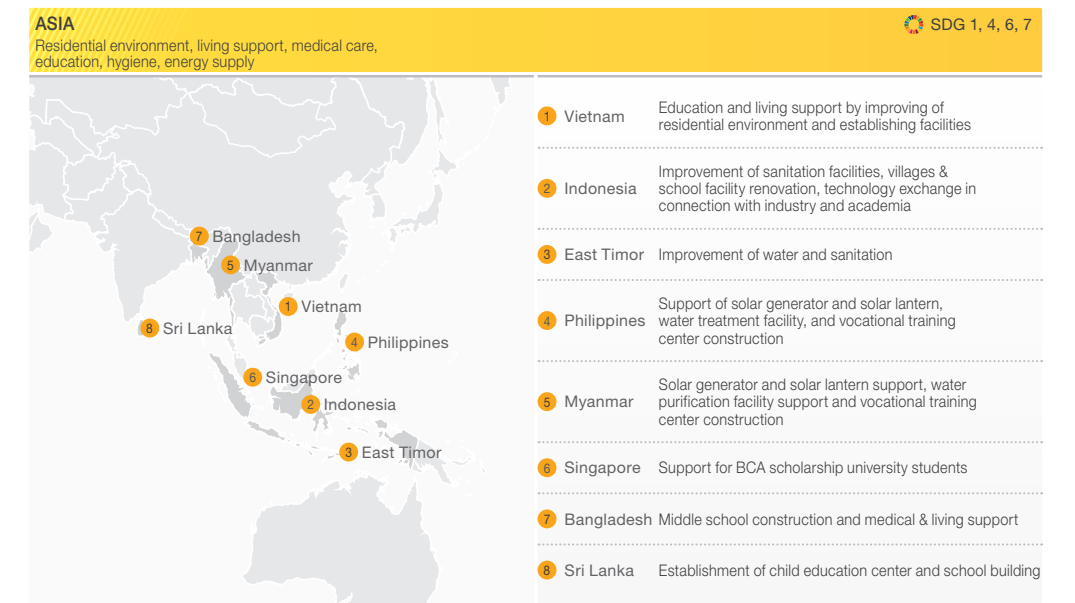 ASIA
Residential environment, living support, medical care,
education, hygiene, energy supply
SDG 1, 4, 6, 7
7 Bangladesh
5 Myanmar
1 Vietnam
8 Sri Lanka
4 Philippines
6 Singapore
2 Indonesia
3 East Timor
1 Vietnam
Education and living support by improving of
residential environment and establishing facilities
2 Indonesia
Improvement of sanitation facilities, villages &
school facility renovation, technology exchange in
connection with industry and academia
3 East Timor
Improvement of water and sanitation
4 Philippines
Support of solar generator and solar lantern,
water treatment facility, and vocational training
center construction
5 Myanmar
Solar generator and solar lantern support, water
purification facility support and vocational training
center construction
6 Singapore
Support for BCA scholarship university students
7 Bangladesh
Middle school construction and medical & living support
8 Sri Lanka
Establishment of child education center and school building